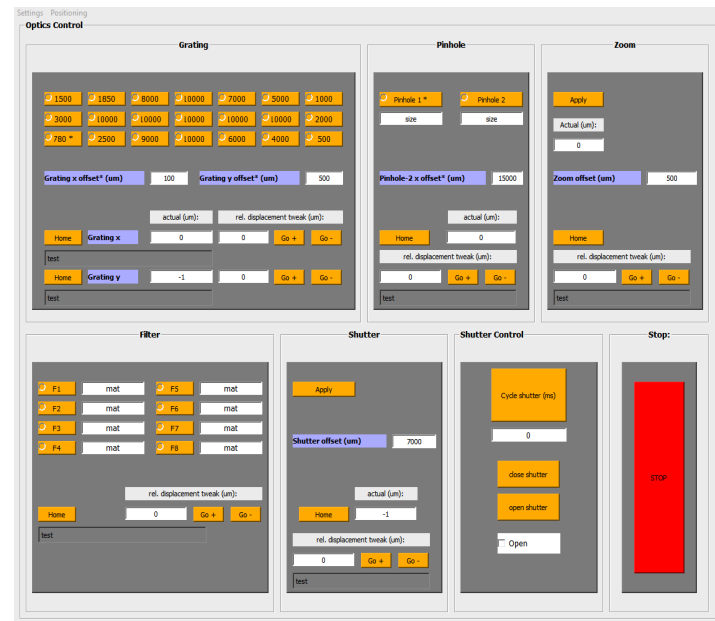 Settings Positioning
Optics Control
Grating
1500 1850 8000 10000 7000 5000 1000
3000 10000 10000 10000 10000 10000 2000
780 * 2500 9000 10000 6000 4000 500
Grating x offset* (um) 100 Grating y offset* (um) 500
actual (um): rel. displacement tweak (um):
Home Grating x 0 0 Go + Go -
test
Home Grating y -1 0 Go + Go -
test
Pinhole
Pinhole 1 * Pinhole 2
size size
Pinhole-2 x offset* (um) 15000
actual (um):
Home 0
rel. displacement tweak (um):
0 Go + Go -
test
Zoom
Apply
Actual (um):
0
Zoom offset (um) 500
Home
rel. displacement tweak (um):
0 Go + Go -
test
Filter
F1 mat F5 mat
F2 mat F6 mat
F3 mat F7 mat
F4 mat F8 mat
rel. displacement tweak (um):
Home 0 Go + Go -
test
Shutter
Apply
Shutter offset (um) 7000
actual (um):
Home -1
rel. displacement tweak (um):
0 Go + Go -
test
Shutter Control
Cycle shutter (ms)
0
close shutter
open shutter
Open
Stop:
STOP